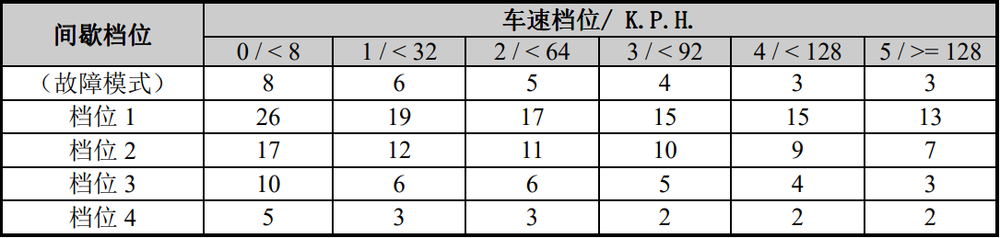 间歇档位 车速档位/ K.P.H.
0 / < 8 1 / < 32 2 / < 64 3 / < 92 4 / < 128 5 / >= 128
（故障模式） 8 6 5 4 3 3
档位 1 26 19 17 15 15 13
档位 2 17 12 11 10 9 7
档位 3 10 6 6 5 4 3
档位 4 5 3 3 2 2 2